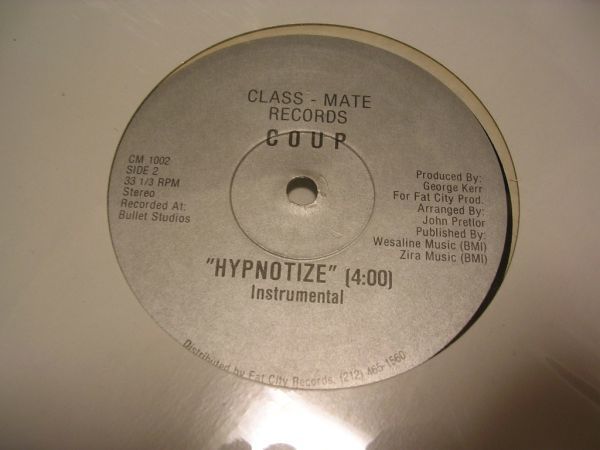 CLASS - MATE
RECORDS
COUP
CM 1002
SIDE 2
33 1/3 RPM
Stereo
Recorded At:
Bullet Studios
Produced By:
George Kerr
For Fat City Prod.
Arranged By:
John Pretlor
Published By:
Wesaline Music (BMI)
Zira Music (BMI)
"HYPNOTIZE" (4:00)
Instrumental
Distributed by Fat City Records, (212) 465-1560